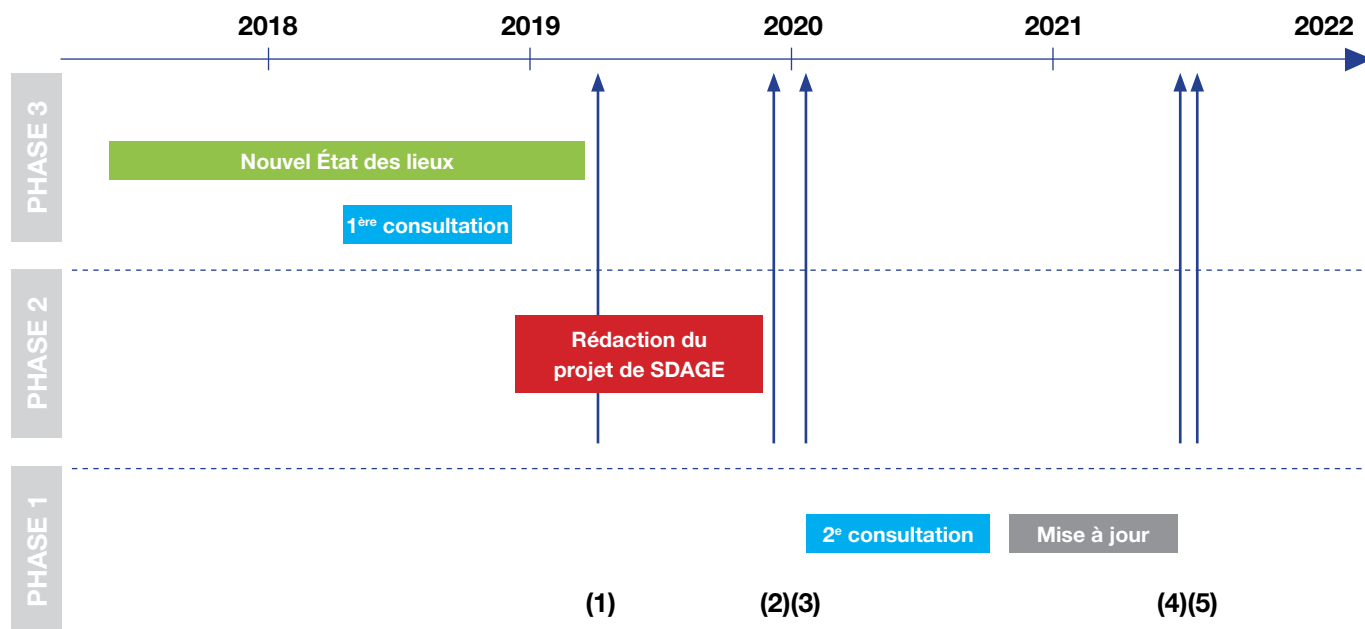 2018 2019 2020 2021 2022
PHASE 3
Nouvel État des lieux
1ère consultation
PHASE 2
Rédaction du
projet de SDAGE
PHASE 1
2e consultation
Mise à jour
(1) (2)(3) (4)(5)